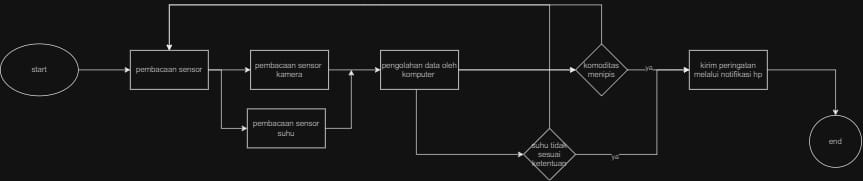 start
pembacaan sensor
pembacaan sensor
kamera
pembacaan sensor
suhu
pengolahan data oleh
komputer
komoditas
menipis
ya
suhu tidak
sesuai
ketentuan
ya
kirim peringatan
melalui notifikasi hp
end